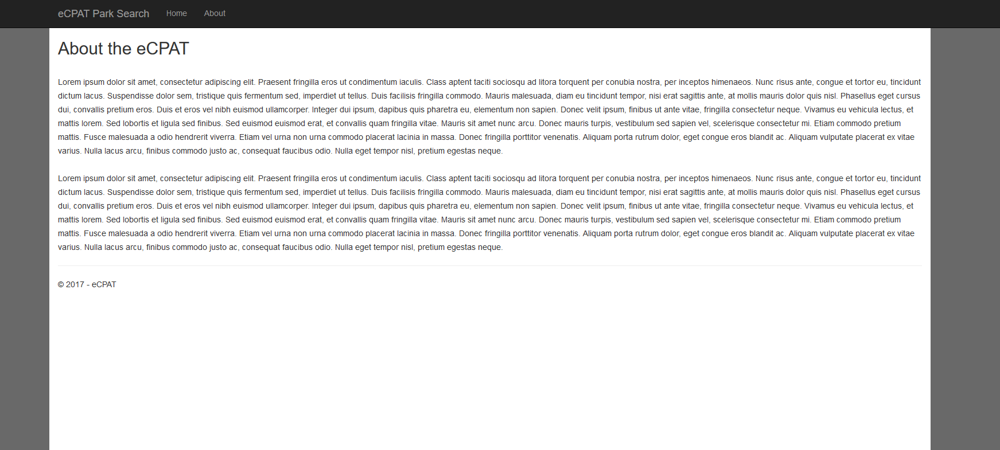 eCPAT Park Search Home About
About the eCPAT
Lorem ipsum dolor sit amet, consectetur adipiscing elit. Praesent fringilla eros ut condimentum iaculis. Class aptent taciti sociosqu ad litora torquent per conubia nostra, per inceptos himenaeos. Nunc risus ante, congue et tortor eu, tincidunt
dictum lacus. Suspendisse dolor sem, tristique quis fermentum sed, imperdiet ut tellus. Duis facilisis fringilla commodo. Mauris malesuada, diam eu tincidunt tempor, nisi erat sagittis ante, at mollis mauris dolor quis nisl. Phasellus eget cursus
dui, convallis pretium eros. Duis et eros vel nibh euismod ullamcorper. Integer dui ipsum, dapibus quis pharetra eu, elementum non sapien. Donec velit ipsum, finibus ut ante vitae, fringilla consectetur neque. Vivamus eu vehicula lectus, et
mattis lorem. Sed lobortis et ligula sed finibus. Sed euismod euismod erat, et convallis quam fringilla vitae. Mauris sit amet nunc arcu. Donec mauris turpis, vestibulum sed sapien vel, scelerisque consectetur mi. Etiam commodo pretium
mattis. Fusce malesuada a odio hendrerit viverra. Etiam vel urna non urna commodo placerat lacinia in massa. Donec fringilla porttitor venenatis. Aliquam porta rutrum dolor, eget congue eros blandit ac. Aliquam vulputate placerat ex vitae
varius. Nulla lacus arcu, finibus commodo justo ac, consequat faucibus odio. Nulla eget tempor nisl, pretium egestas neque.
Lorem ipsum dolor sit amet, consectetur adipiscing elit. Praesent fringilla eros ut condimentum iaculis. Class aptent taciti sociosqu ad litora torquent per conubia nostra, per inceptos himenaeos. Nunc risus ante, congue et tortor eu, tincidunt
dictum lacus. Suspendisse dolor sem, tristique quis fermentum sed, imperdiet ut tellus. Duis facilisis fringilla commodo. Mauris malesuada, diam eu tincidunt tempor, nisi erat sagittis ante, at mollis mauris dolor quis nisl. Phasellus eget cursus
dui, convallis pretium eros. Duis et eros vel nibh euismod ullamcorper. Integer dui ipsum, dapibus quis pharetra eu, elementum non sapien. Donec velit ipsum, finibus ut ante vitae, fringilla consectetur neque. Vivamus eu vehicula lectus, et
mattis lorem. Sed lobortis et ligula sed finibus. Sed euismod euismod erat, et convallis quam fringilla vitae. Mauris sit amet nunc arcu. Donec mauris turpis, vestibulum sed sapien vel, scelerisque consectetur mi. Etiam commodo pretium
mattis. Fusce malesuada a odio hendrerit viverra. Etiam vel urna non urna commodo placerat lacinia in massa. Donec fringilla porttitor venenatis. Aliquam porta rutrum dolor, eget congue eros blandit ac. Aliquam vulputate placerat ex vitae
varius. Nulla lacus arcu, finibus commodo justo ac, consequat faucibus odio. Nulla eget tempor nisl, pretium egestas neque.
© 2017 - eCPAT